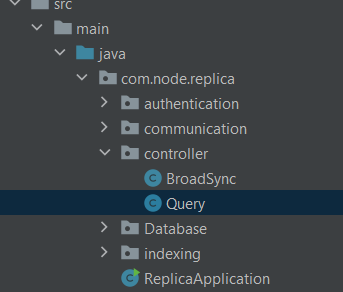 src
main
java
com.node.replica
authentication
communication
controller
BroadSync
Query
Database
indexing
ReplicaApplication